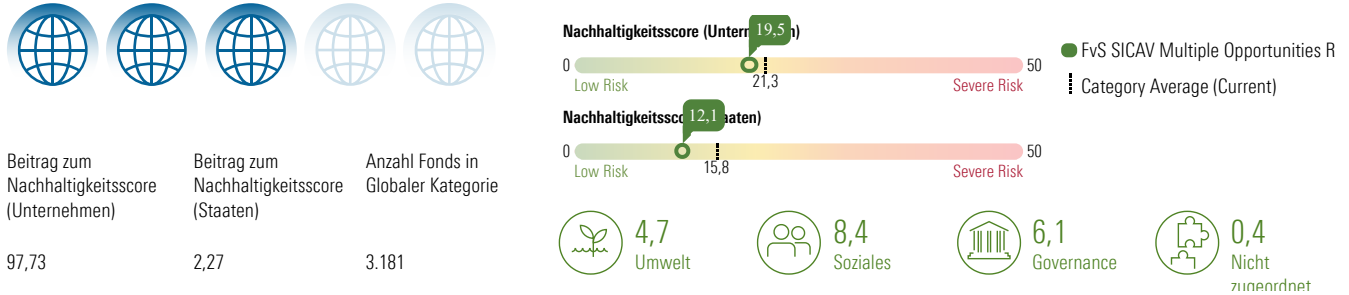 Beitrag zum
Nachhaltigkeitsscore
(Unternehmen)
97,73
Beitrag zum
Nachhaltigkeitsscore
(Staaten)
2,27
Anzahl Fonds in
Globaler Kategorie
3.181
Nachhaltigkeitsscore
19,5
0
50
Low Risk
21,3
Severe Risk
12,1
0
50
Low Risk
15,8
Severe Risk
FvS SICAV Multiple Opportunities R
Category Average (Current)
4,7
Umwelt
8,4
Soziales
6,1
Governance
0,4
Nicht
zugeordnet